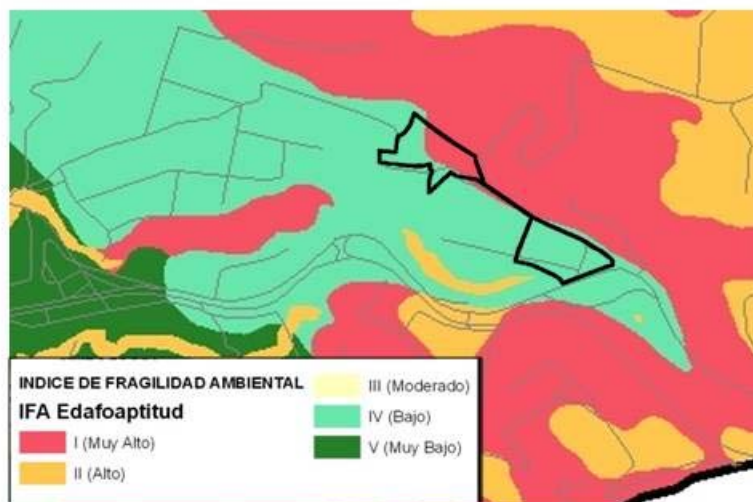 INDICE DE FRAGILIDAD AMBIENTAL
IFA Edafoaptitud
I (Muy Alto)
II (Alto)
III (Moderado)
IV (Bajo)
V (Muy Bajo)